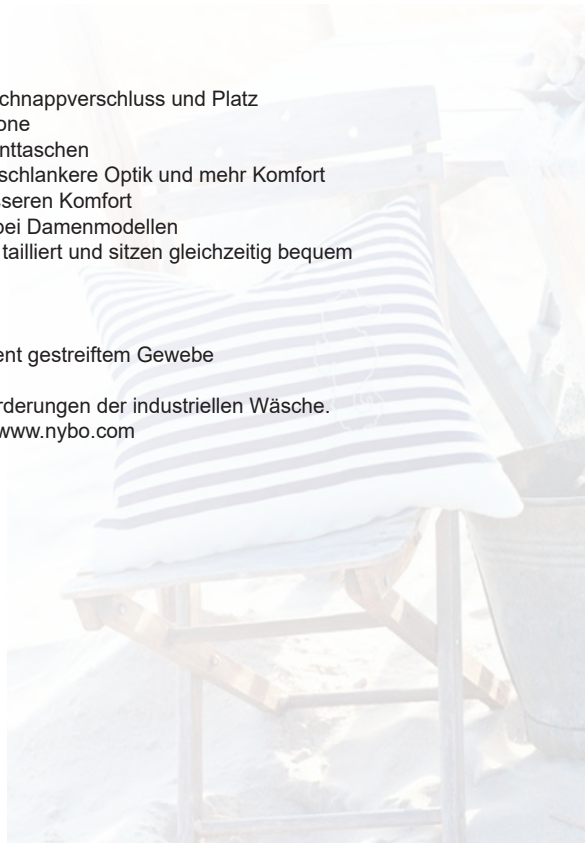 chnappverschluss und Platz
one
nttaschen
schlankere Optik und mehr Komfort
sseren Komfort
bei Damenmodellen
tailliert und sitzen gleichzeitig bequem
ent gestreiftem Gewebe
rderungen der industriellen Wäsche.
www.nybo.com